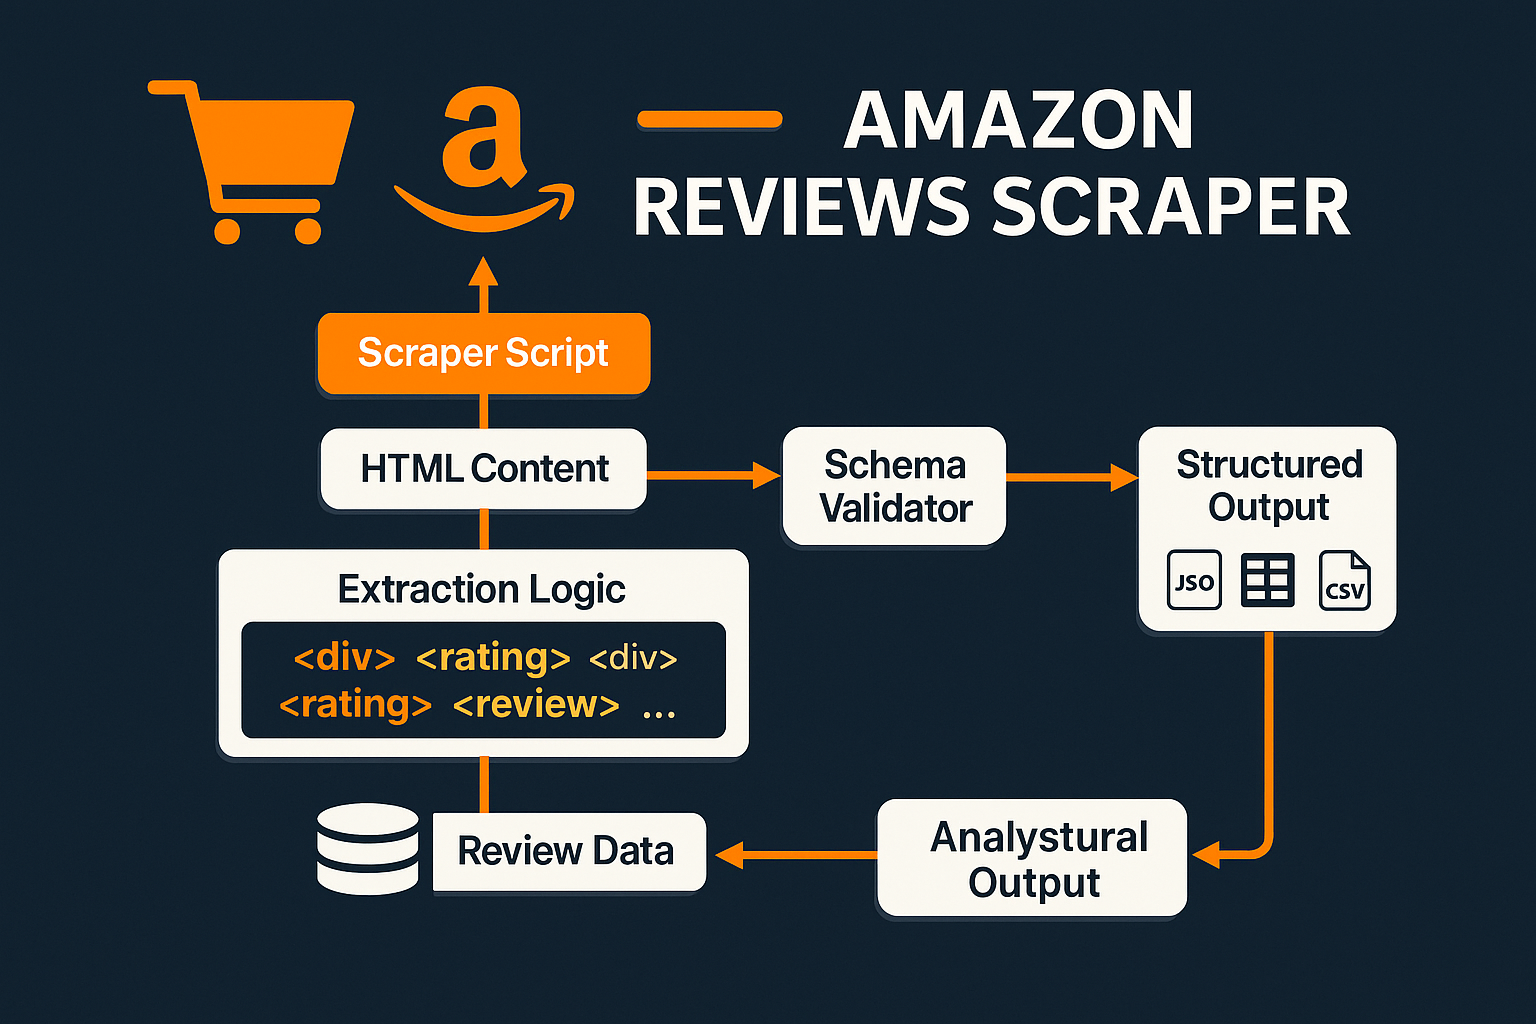 a
AMAZON
REVIEWS SCRAPER
Scraper Script
HTML Content
Schema
Validator
Structured
Output
JSO
CSV
Extraction Logic
<div> <rating> <div>
<rating> <review> ...
Review Data
Analystural
Output